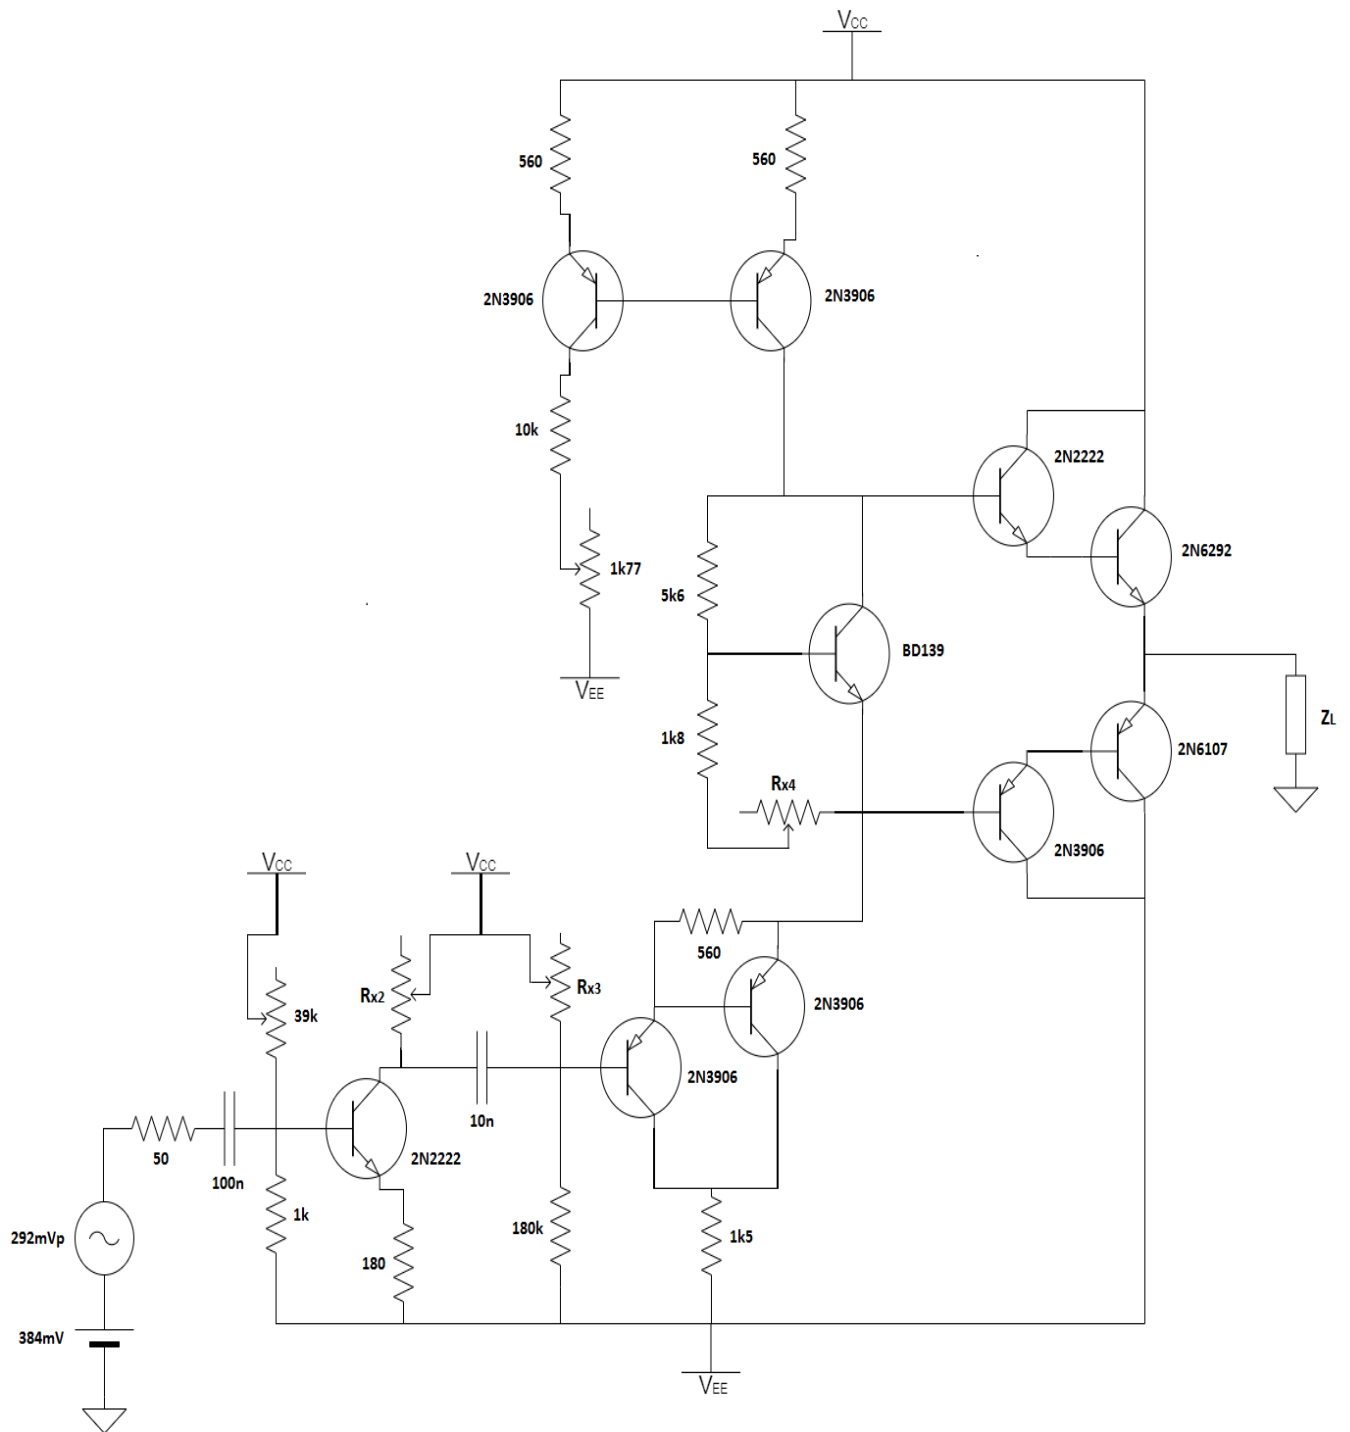 VCC
560
560
2N3906
2N3906
10k
2N2222
1k77
2N6292
5k6
BD139
VEE
1k8
ZL
2N6107
Rx4
2N3906
VCC
VCC
560
Rx2
Rx3
2N3906
39k
2N3906
10n
50
2N2222
100n
1k
180k
1k5
292mVp
180
384mV
VEE